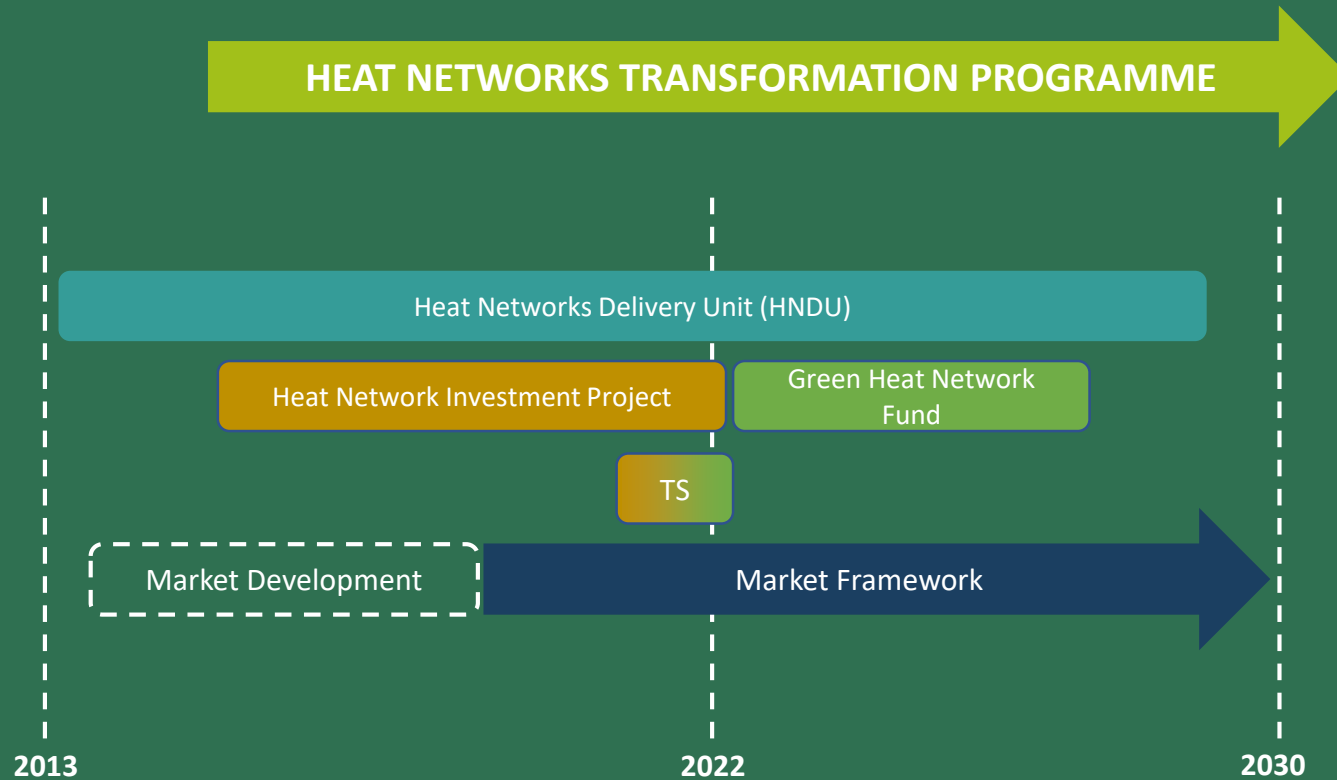 HEAT NETWORKS TRANSFORMATION PROGRAMME
Heat Networks Delivery Unit (HNDU)
Heat Network Investment Project
Green Heat Network
Fund
TS
Market Development
Market Framework
2013
2022
2030